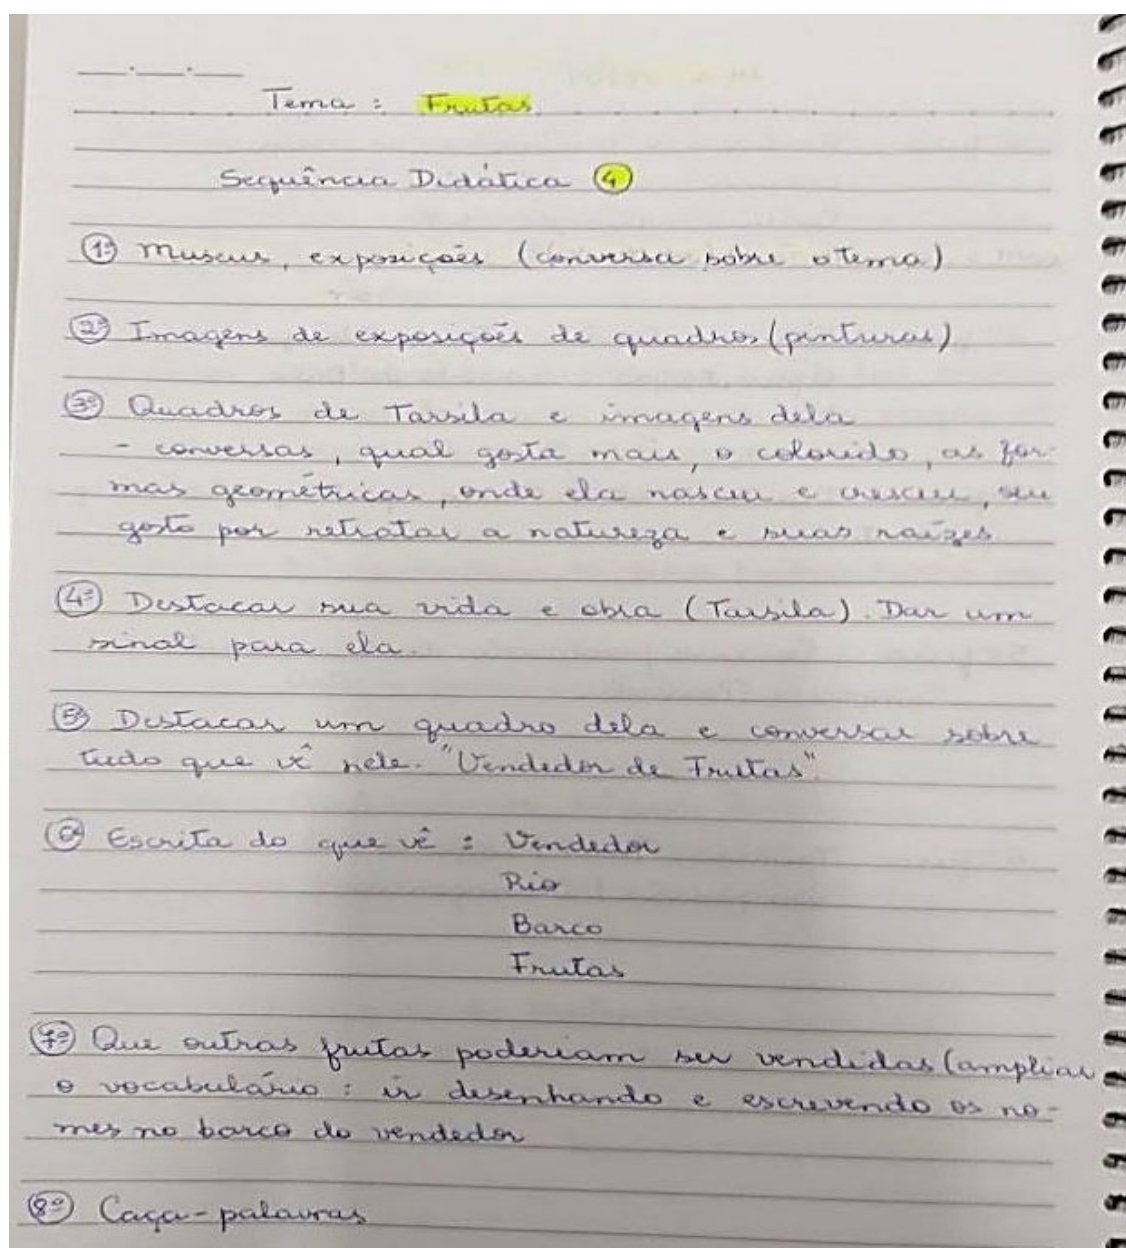 Tema : Frutas
Sequência Didática 4
1º Museus, exposições (conversa sobre o tema)
2º Imagens de exposições de quadros (pinturas)
3º Quadros de Tarsila e imagens dela
- conversas, qual gosta mais, o colorido, as for-
mas geométricas, onde ela nasceu e cresceu, seu
gosto por retratar a natureza e suas raízes
4º Destacar sua vida e obra (Tarsila). Dar um
sinal para ela.
5º Destacar um quadro dela e conversar sobre
tudo que vê nele. "Vendedor de Frutas".
6º Escrita do que vê : Vendedor
Rio
Barco
Frutas
7º Que outras frutas poderiam ser vendidas (ampliar
o vocabulário : ir desenhando e escrevendo os no-
mes no barco do vendedor
8º Caça-palavras